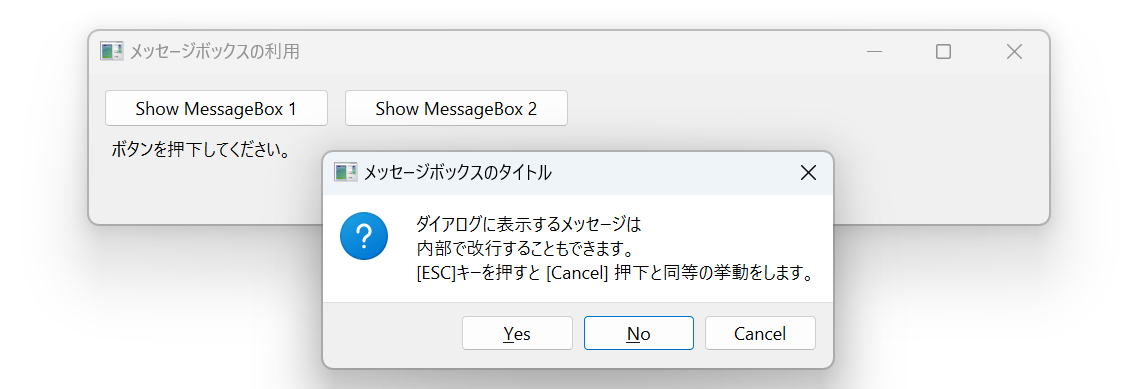 メッセージボックスの利用
Show MessageBox 1
Show MessageBox 2
ボタンを押下してください。
メッセージボックスのタイトル
ダイアログに表示するメッセージは
内部で改行することもできます。
[ESC]キーを押すと [Cancel] 押下と同等の挙動をします。
Yes
No
Cancel